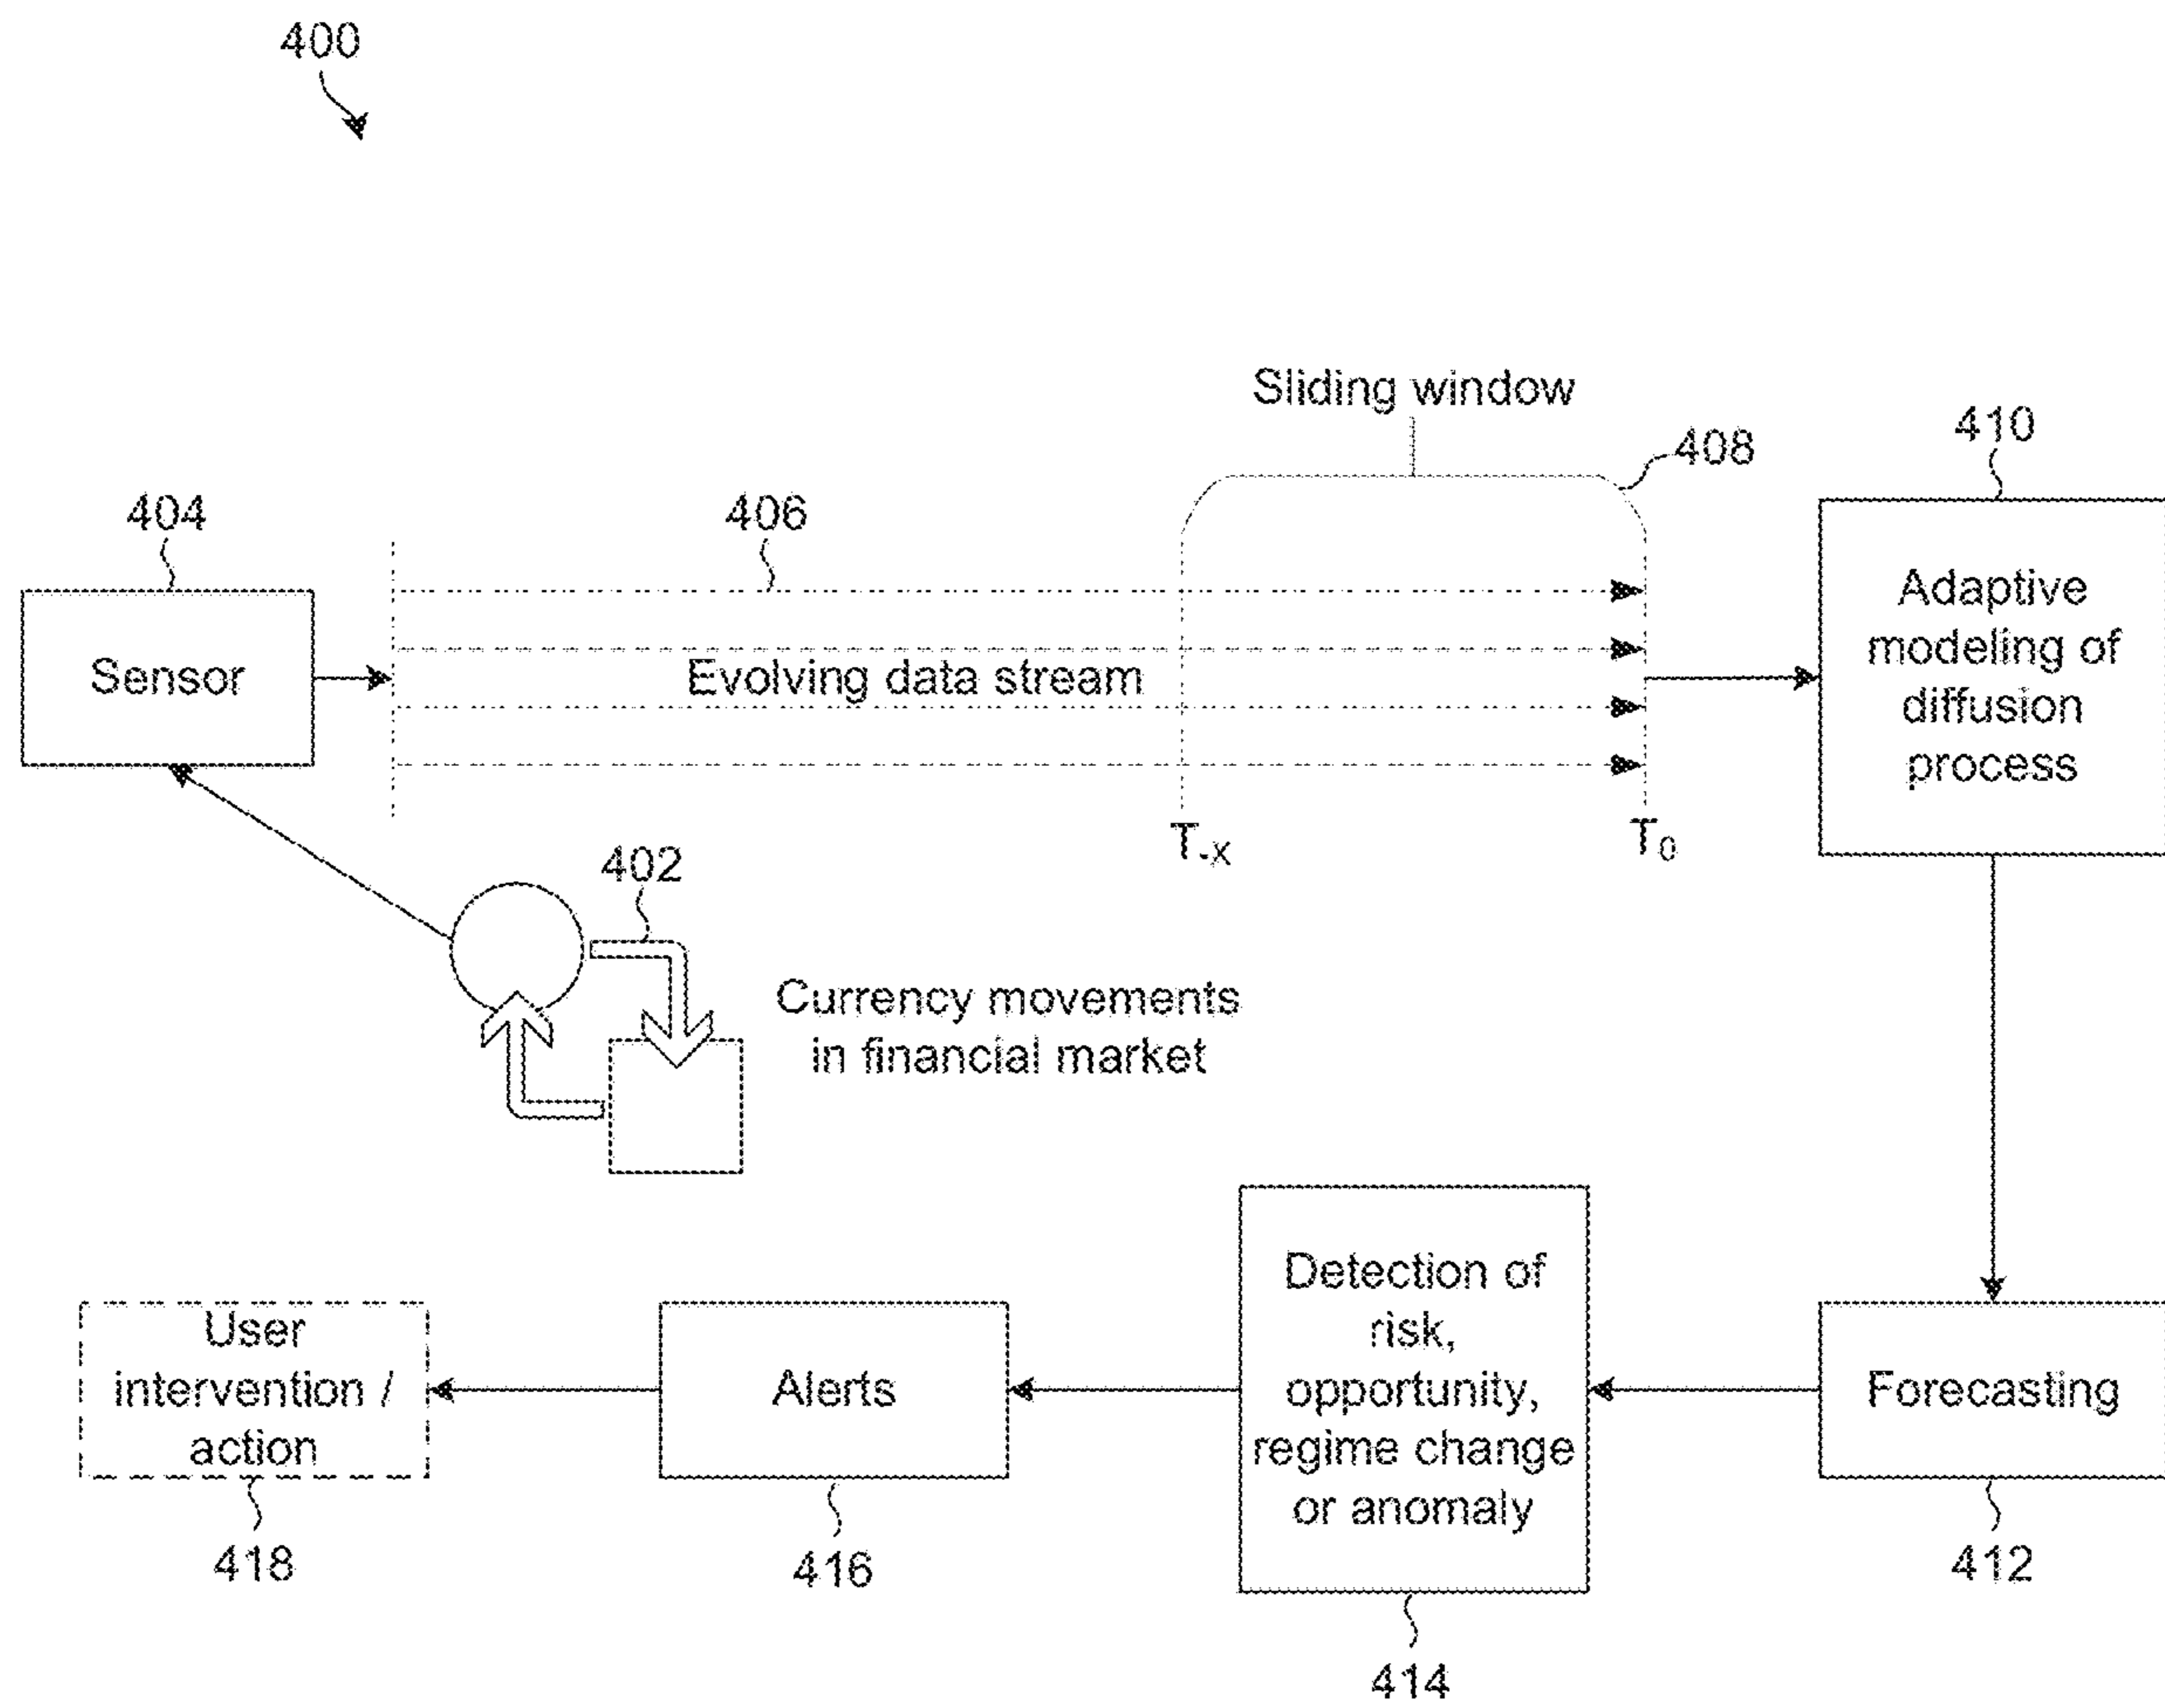 400
Sliding window
408
410
404
406
Sensor
Evolving data stream
Adaptive
modeling of
diffusion
process
T-X
T0
402
Currency movements
in financial market
User
intervention /
action
Alerts
Detection of
risk,
opportunity,
regime change
or anomaly
Forecasting
418
416
414
412